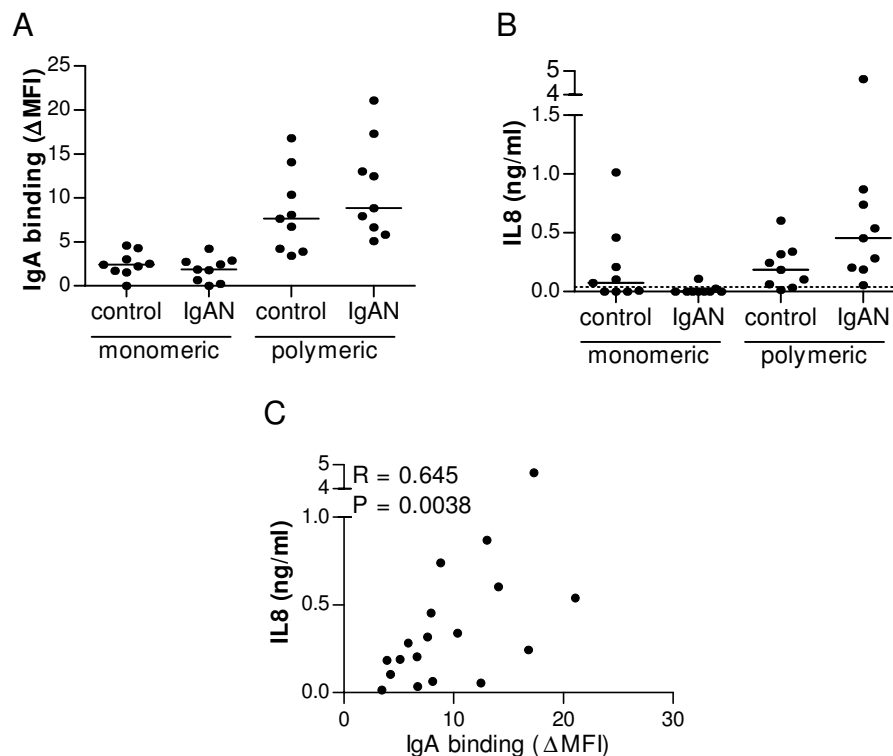 A
IgA binding (ΔMFI)
25
20
15
10
5
0
control IgAN control IgAN
monomeric polymeric
B
IL8 (ng/ml)
5
4
1.5
1.0
0.5
0.0
control IgAN control IgAN
monomeric polymeric
C
IL8 (ng/ml)
5
4
1.0
0.5
0.0
R = 0.645
P = 0.0038
0 10 20 30
IgA binding (ΔMFI)